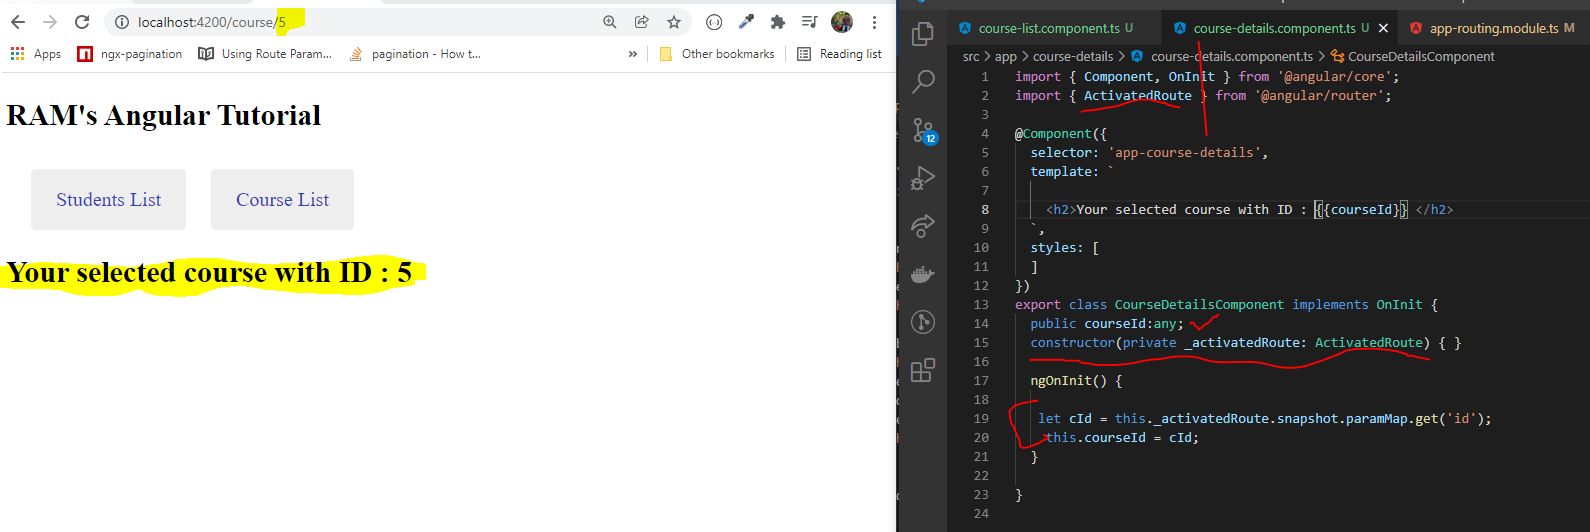 localhost:4200/course/5
Apps
ngx-pagination
Using Route Param...
pagination - How t...
»
Other bookmarks
Reading list
RAM's Angular Tutorial
Students List
Course List
Your selected course with ID : 5
course-list.component.ts U
course-details.component.ts U
app-routing.module.ts M
src > app > course-details > course-details.component.ts > CourseDetailsComponent
12
1 import { Component, OnInit } from '@angular/core';
2 import { ActivatedRoute } from '@angular/router';
3
4 @Component({
5 selector: 'app-course-details',
6 template: `
7
8 <h2>Your selected course with ID : {{courseId}} </h2>
9 `,
10 styles: [
11 ]
12 })
13 export class CourseDetailsComponent implements OnInit {
14 public courseId:any;
15 constructor(private _activatedRoute: ActivatedRoute) { }
16
17 ngOnInit() {
18
19 let cId = this._activatedRoute.snapshot.paramMap.get('id');
20 this.courseId = cId;
21 }
22
23 }
24